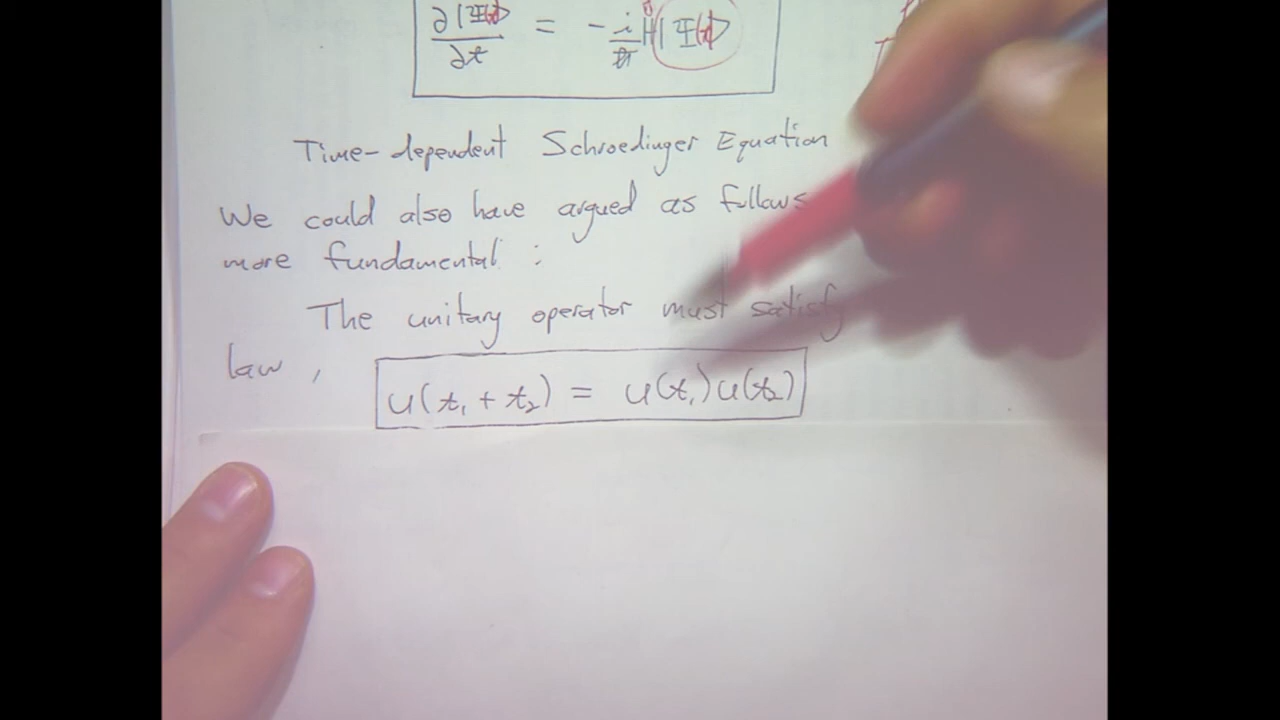 ∂|Ψ(t)⟩/∂t = -i/ħ Ĥ|Ψ(t)⟩
Time-dependent Schroedinger Equation
We could also have argued as follows
more fundamental :
The unitary operator must satisfy
law ,
U(t₁ + t₂) = U(t₁)U(t₂)